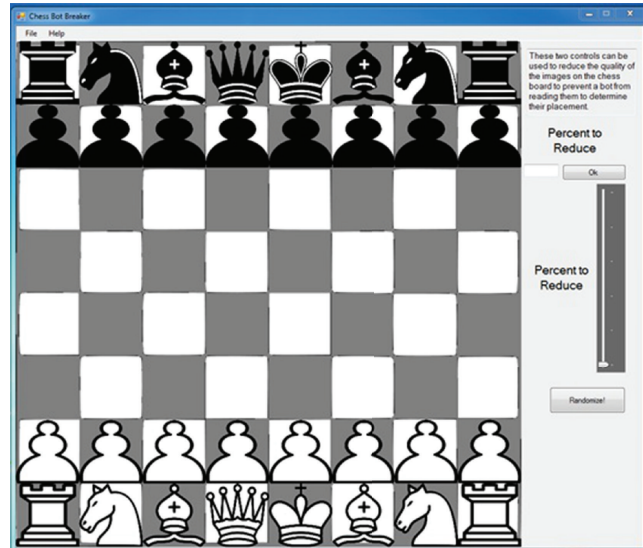 Chess Bot Breaker
File Help
These two controls can be
used to reduce the quality of
the images on the chess
board to prevent a bot from
reading them to determine
their placement.
Percent to
Reduce
Ok
Percent to
Reduce
Randomize!